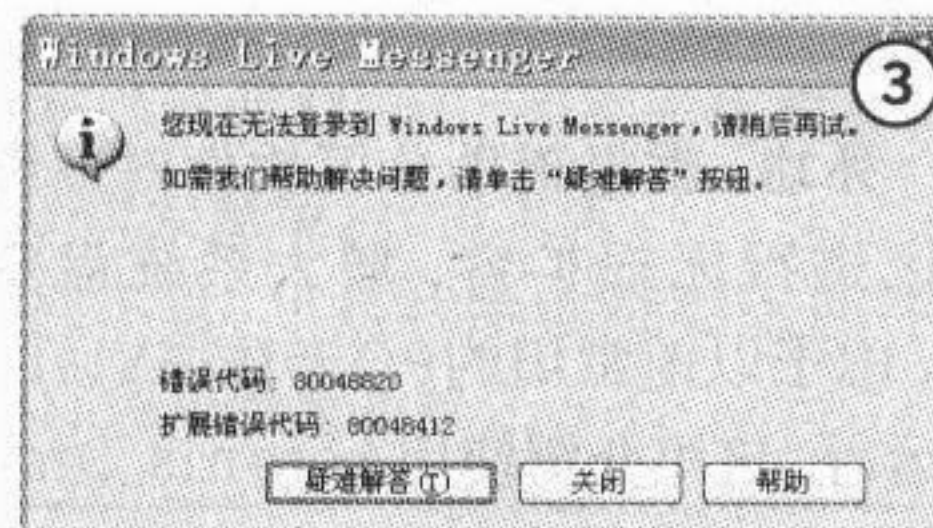 Windows Live Messenger
③
您现在无法登录到 Windows Live Messenger，请稍后再试。
如需我们帮助解决问题，请单击“疑难解答”按钮。
错误代码: 80048820
扩展错误代码: 80048412
疑难解答(T)
关闭
帮助